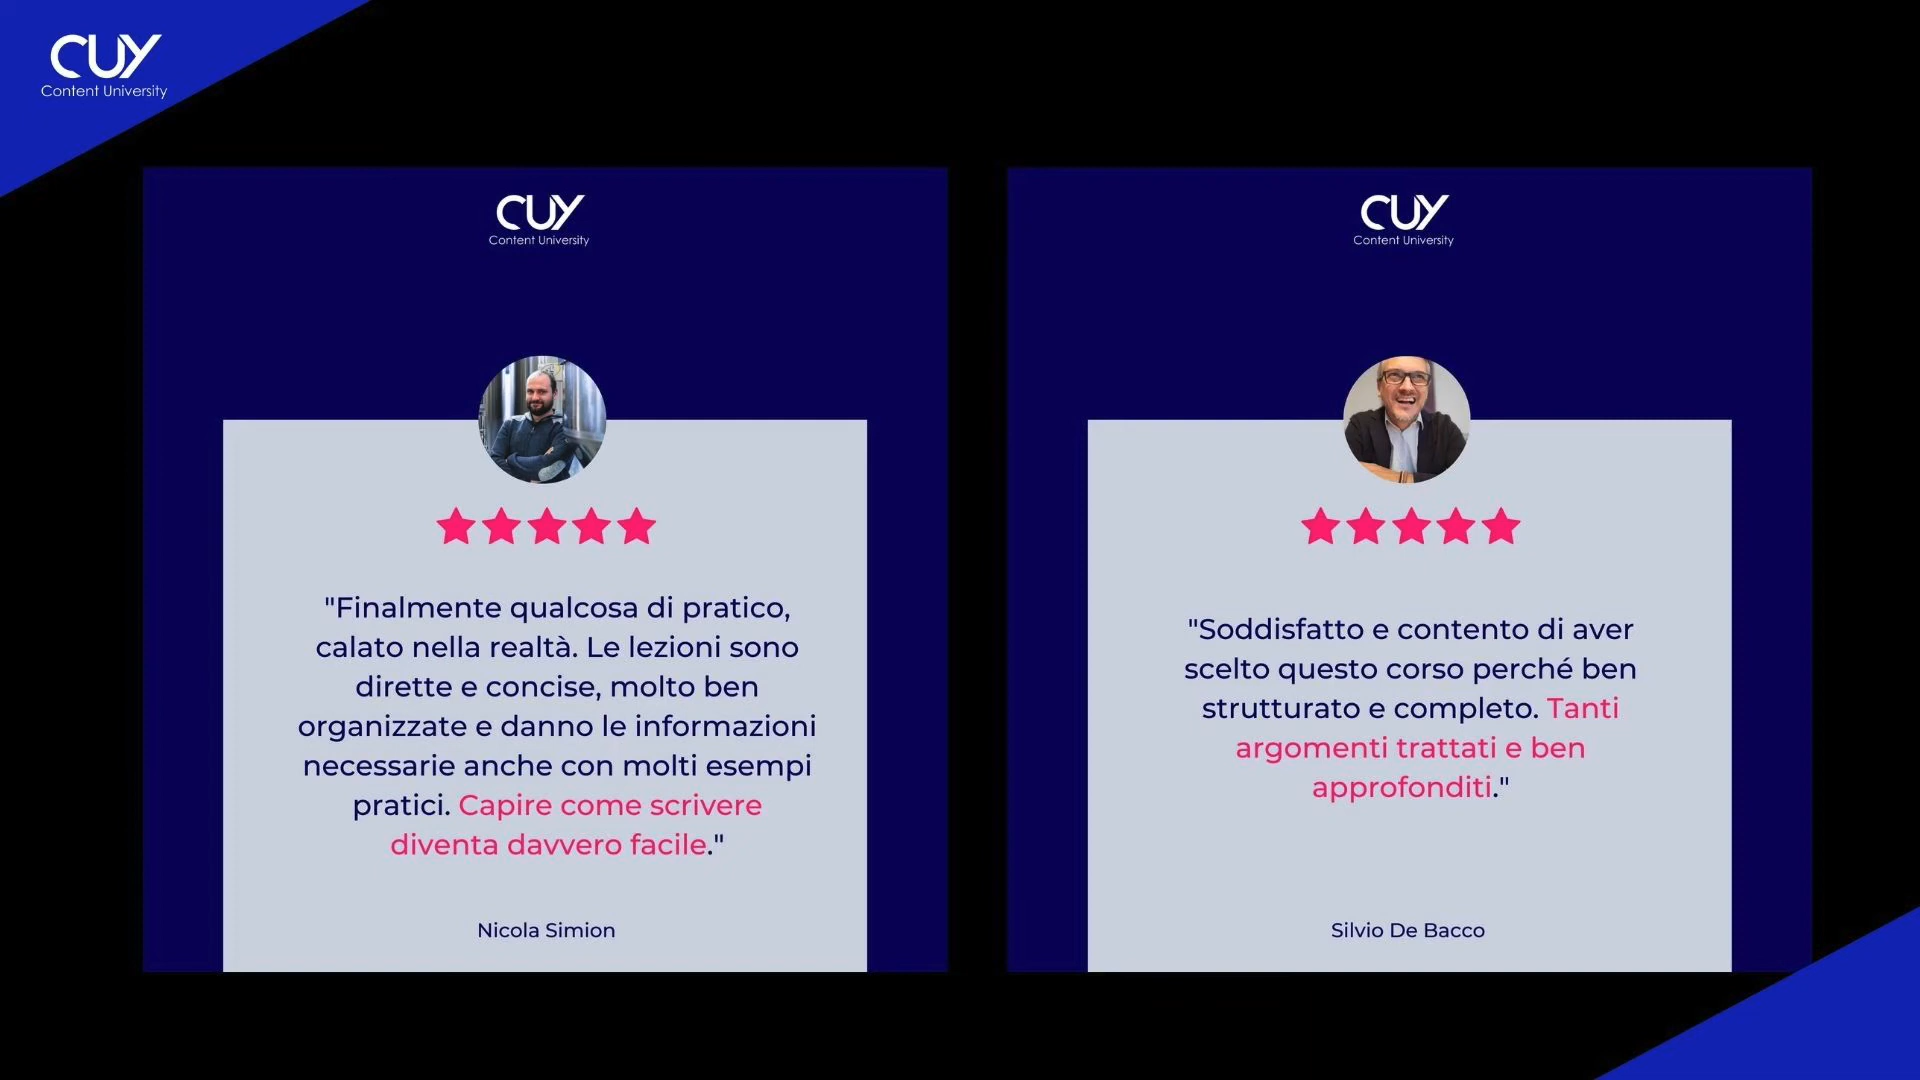 CUY
Content University
CUY
Content University
"Finalmente qualcosa di pratico,
calato nella realtà. Le lezioni sono
dirette e concise, molto ben
organizzate e danno le informazioni
necessarie anche con molti esempi
pratici. Capire come scrivere
diventa davvero facile."
Nicola Simion
CUY
Content University
"Soddisfatto e contento di aver
scelto questo corso perché ben
strutturato e completo. Tanti
argomenti trattati e ben
approfonditi."
Silvio De Bacco